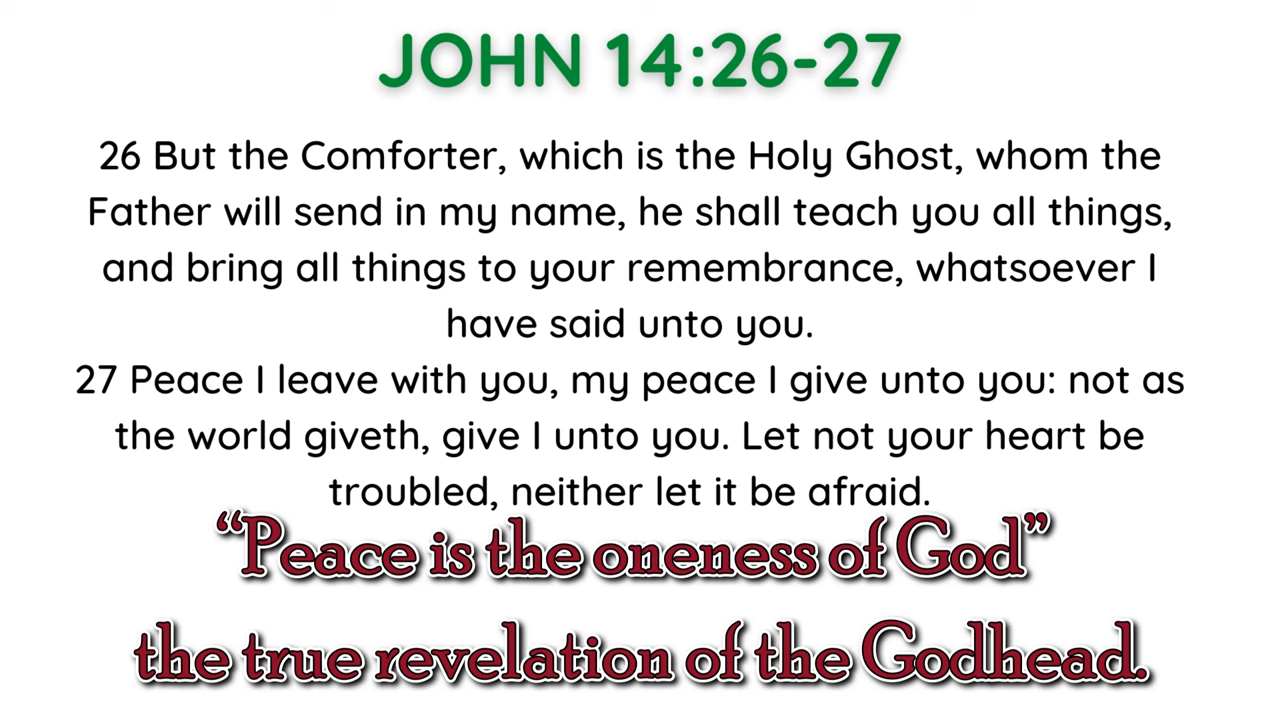 JOHN 14:26-27
26 But the Comforter, which is the Holy Ghost, whom the
Father will send in my name, he shall teach you all things,
and bring all things to your remembrance, whatsoever I
have said unto you.
27 Peace I leave with you, my peace I give unto you: not as
the world giveth, give I unto you. Let not your heart be
troubled, neither let it be afraid.
“Peace is the oneness of God”
the true revelation of the Godhead.